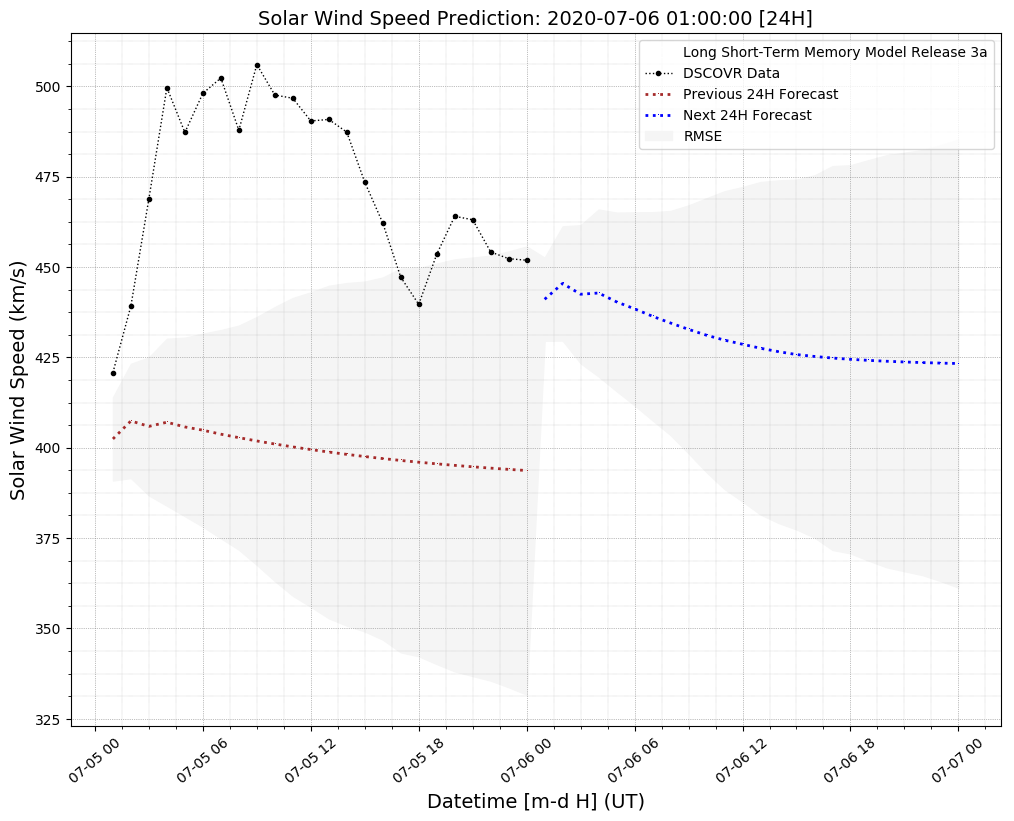 Solar Wind Speed Prediction: 2020-07-06 01:00:00 [24H]
Long Short-Term Memory Model Release 3a
DSCOVR Data
Previous 24H Forecast
Next 24H Forecast
RMSE
Solar Wind Speed (km/s)
500
475
450
425
400
375
350
325
07-05 00
07-05 06
07-05 12
07-05 18
07-06 00
07-06 06
07-06 12
07-06 18
07-07 00
Datetime [m-d H] (UT)